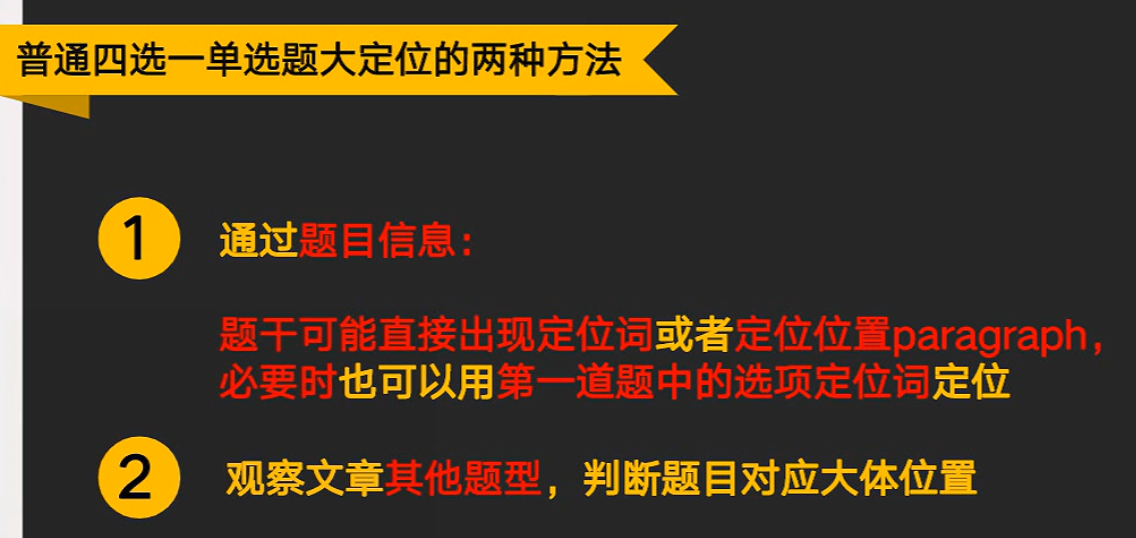 普通四选一单选题大定位的两种方法
1 通过题目信息：
题干可能直接出现定位词或者定位位置paragraph，
必要时也可以用第一道题中的选项定位词定位
2 观察文章其他题型，判断题目对应大体位置